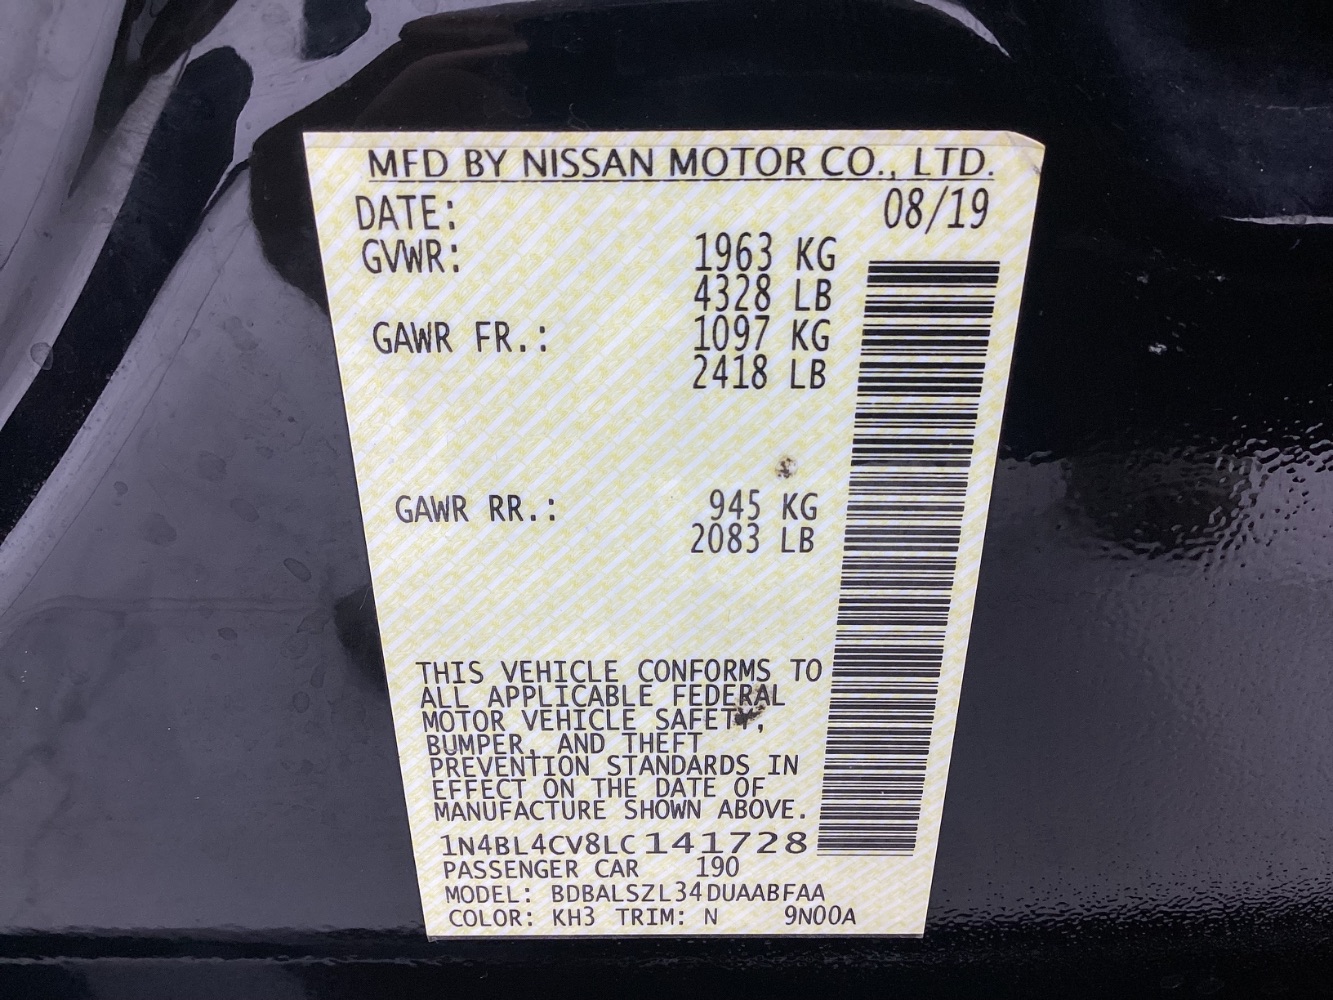 MFD BY NISSAN MOTOR CO., LTD.
DATE: 08/19
GVWR: 1963 KG
4328 LB
GAWR FR.: 1097 KG
2418 LB
GAWR RR.: 945 KG
2083 LB
THIS VEHICLE CONFORMS TO
ALL APPLICABLE FEDERAL
MOTOR VEHICLE SAFETY,
BUMPER, AND THEFT
PREVENTION STANDARDS IN
EFFECT ON THE DATE OF
MANUFACTURE SHOWN ABOVE.
1N4BL4CV8LC141728
PASSENGER CAR 190
MODEL: BDBALSZL34DUAABFAA
COLOR: KH3 TRIM: N 9N00A